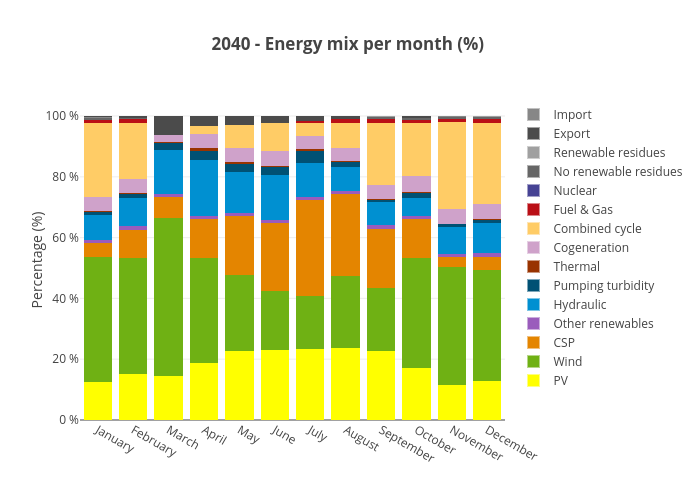 2040 - Energy mix per month (%)
100 %
80 %
60 %
40 %
20 %
0 %
Percentage (%)
January
February
March
April
May
June
July
August
September
October
November
December
Import
Export
Renewable residues
No renewable residues
Nuclear
Fuel & Gas
Combined cycle
Cogeneration
Thermal
Pumping turbidity
Hydraulic
Other renewables
CSP
Wind
PV